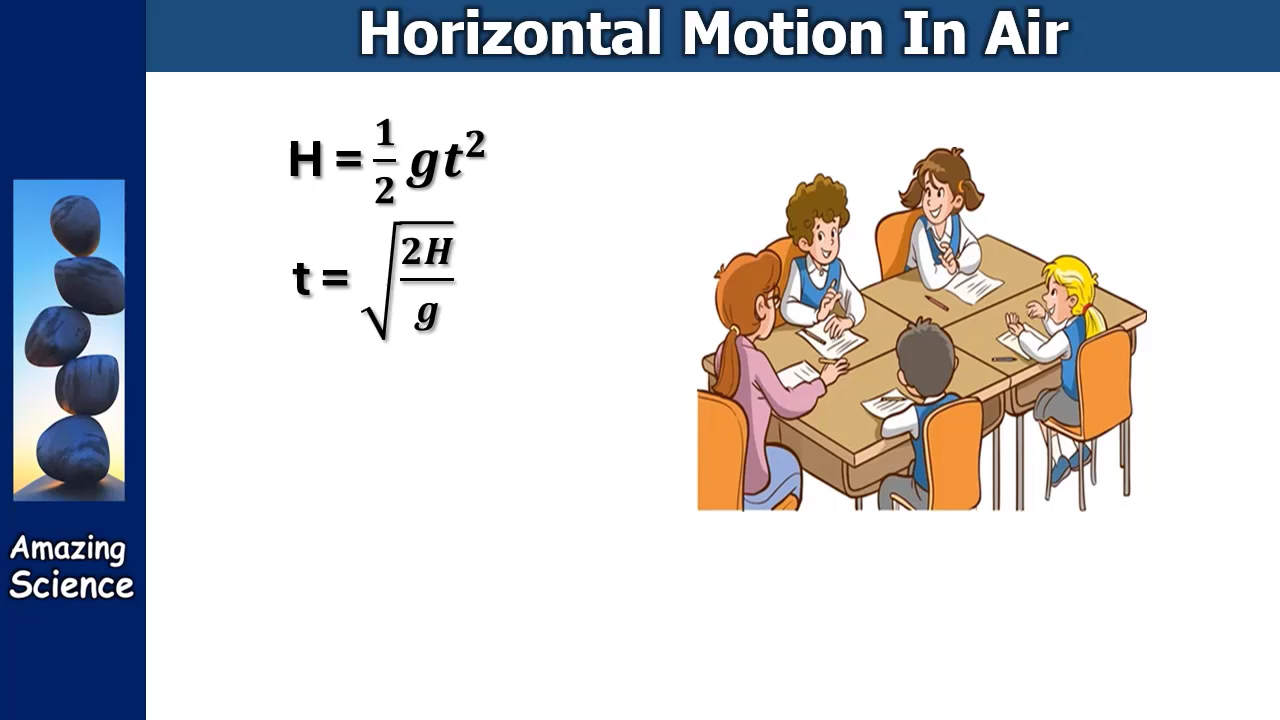 Horizontal Motion In Air
H = 1/2 gt²
t = √(2H/g)
Amazing
Science